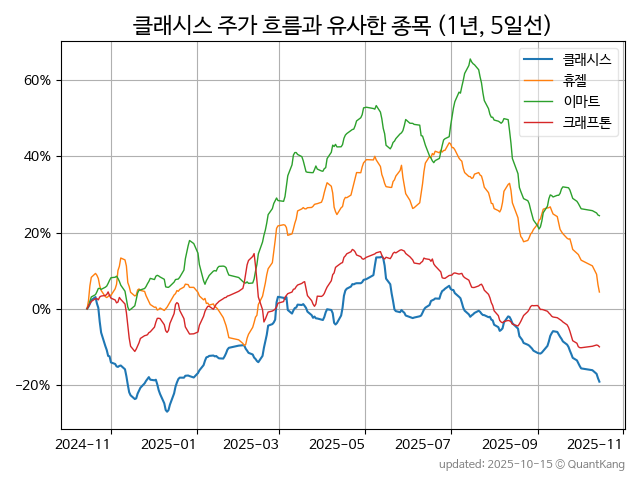 클래시스 주가 흐름과 유사한 종목 (1년, 5일선)
클래시스
휴젤
이마트
크래프톤
60%
40%
20%
0%
−20%
2024-11 2025-01 2025-03 2025-05 2025-07 2025-09 2025-11
updated: 2025-10-15 © QuantKang